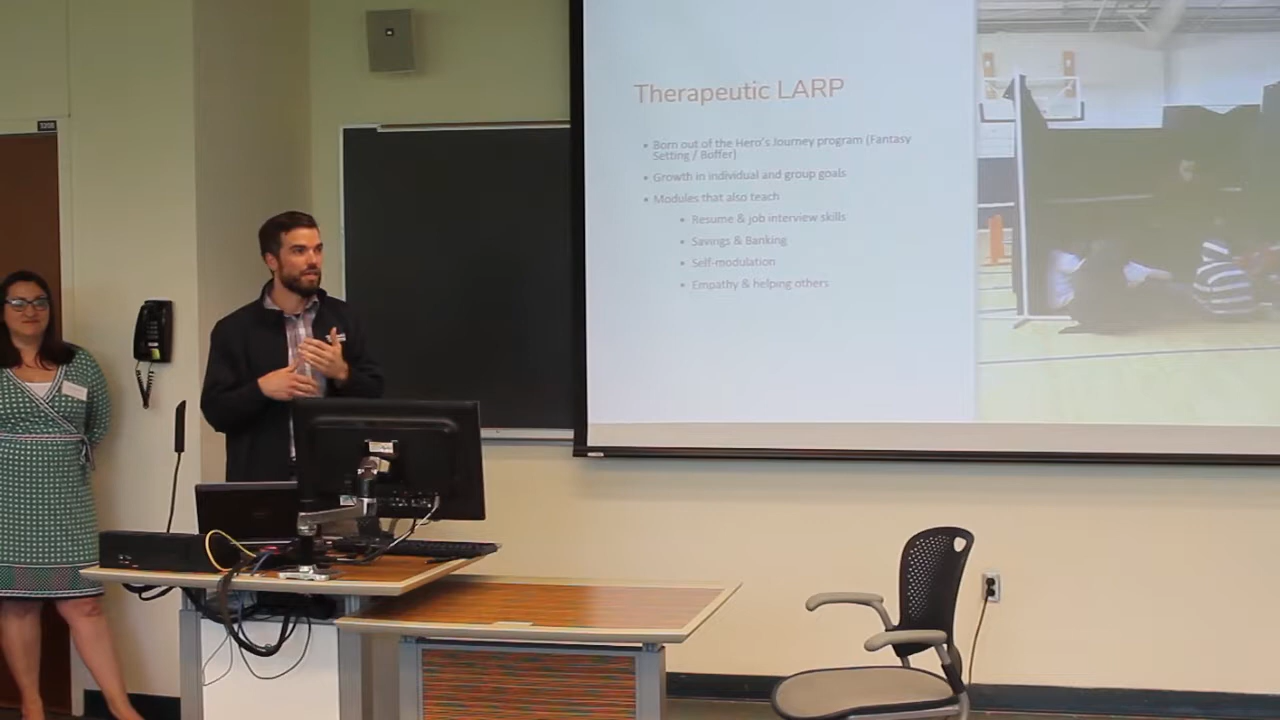 Therapeutic LARP
• Born out of the Hero's Journey program (Fantasy
Setting / Boffer)
• Growth in individual and group goals
• Modules that also teach
• Resume & job interview skills
• Savings & Banking
• Self-modulation
• Empathy & helping others